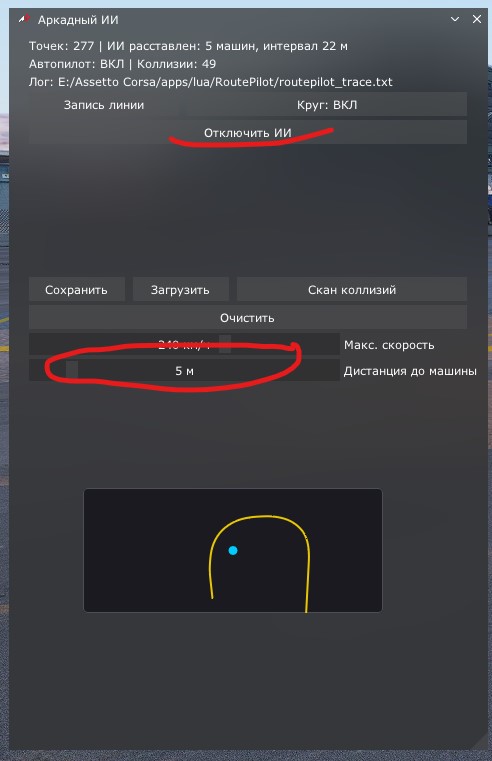 Аркадный ИИ
Точек: 277 | ИИ расставлен: 5 машин, интервал 22 м
Автопилот: ВКЛ | Коллизии: 49
Лог: E:/Assetto Corsa/apps/lua/RoutePilot/routepilot_trace.txt
Запись линии Круг: ВКЛ
Отключить ИИ
Сохранить Загрузить Скан коллизий
Очистить
240 км/ч Макс. скорость
5 м Дистанция до машины